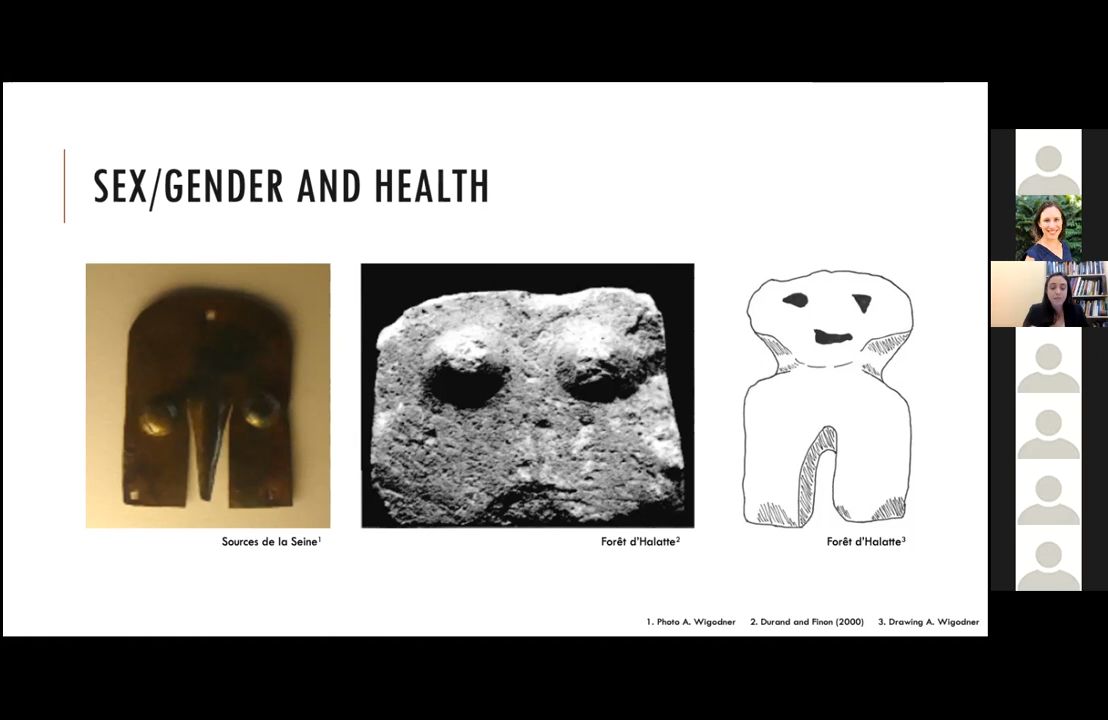 SEX/GENDER AND HEALTH
Sources de la Seine¹
Forêt d'Halatte²
Forêt d'Halatte³
1. Photo A. Wigodner 2. Durand and Finon (2000) 3. Drawing A. Wigodner